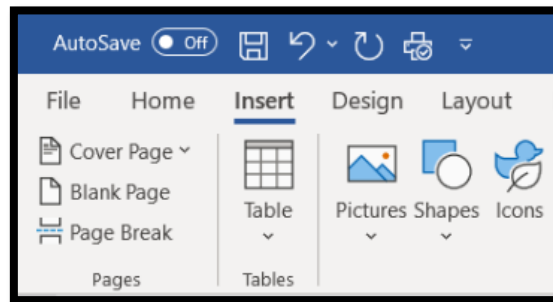 AutoSave Off
File Home Insert Design Layout
Cover Page
Blank Page
Page Break
Pages
Table
Tables
Pictures Shapes Icons